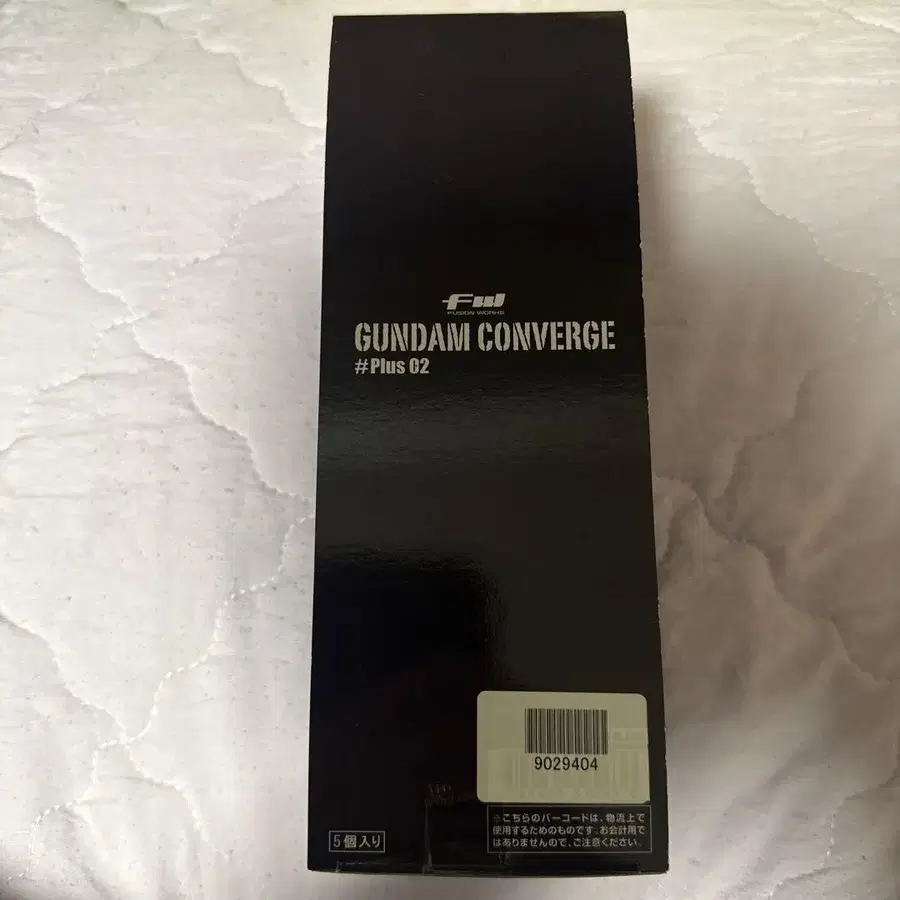 FW
FUSION WORKS
GUNDAM CONVERGE
#Plus 02
9029404
※こちらのバーコードは、物流上で
使用するためのものです。お会計用で
はありませんので、ご注意ください。
5個入り